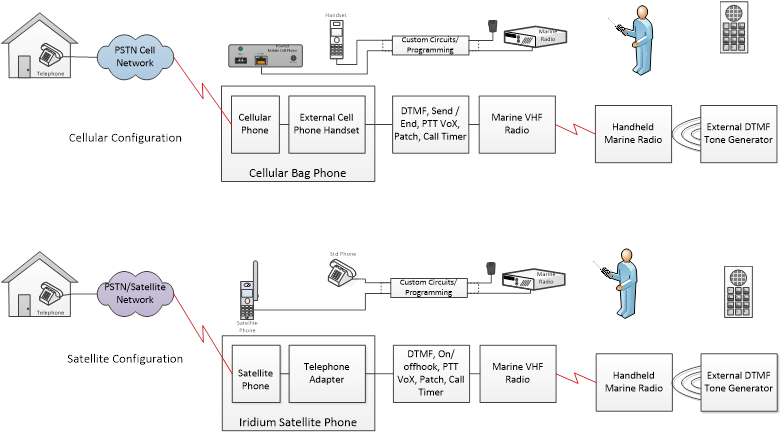 Telephone
PSTN Cell
Network
Mobile Cell Phone
Handset
Custom Circuits/
Programming
Marine
Radio
Cellular Configuration
Cellular
Phone
External Cell
Phone Handset
Cellular Bag Phone
DTMF, Send /
End, PTT VoX,
Patch, Call Timer
Marine VHF
Radio
Handheld
Marine Radio
External DTMF
Tone Generator
Telephone
PSTN/Satellite
Network
Satellite
Phone
Std Phone
Custom Circuits/
Programming
Marine
Radio
Satellite Configuration
Satellite
Phone
Telephone
Adapter
Iridium Satellite Phone
DTMF, On/
offhook, PTT
VoX, Patch, Call
Timer
Marine VHF
Radio
Handheld
Marine Radio
External DTMF
Tone Generator